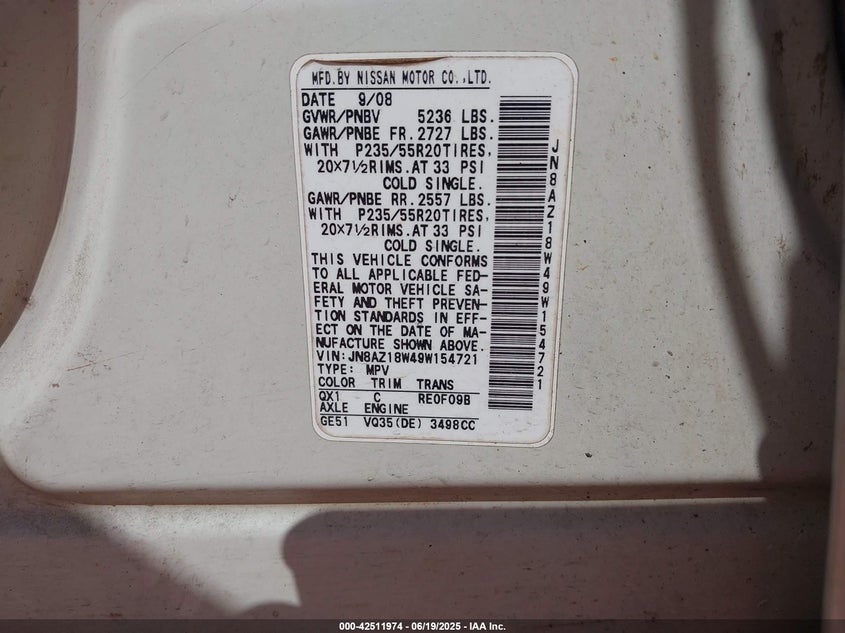 MFD.BY NISSAN MOTOR CO.,LTD.
DATE 9/08
GVWR/PNBV 5236 LBS.
GAWR/PNBE FR.2727 LBS.
WITH P235/55R20TIRES,
20×7½RIMS.AT 33 PSI
COLD SINGLE.
GAWR/PNBE RR.2557 LBS.
WITH P235/55R20TIRES,
20×7½RIMS.AT 33 PSI
COLD SINGLE.
THIS VEHICLE CONFORMS
TO ALL APPLICABLE FED-
ERAL MOTOR VEHICLE SA-
FETY AND THEFT PREVEN-
TION STANDARDS IN EFF-
ECT ON THE DATE OF MA-
NUFACTURE SHOWN ABOVE.
VIN:JN8AZ18W49W154721
TYPE: MPV
COLOR TRIM TRANS
QX1 C RE0F09B
AXLE ENGINE
GE51 VQ35(DE) 3498CC
JN8AZ18W49W154721
000-42511974 / 06/19/2025 - IAA Inc.